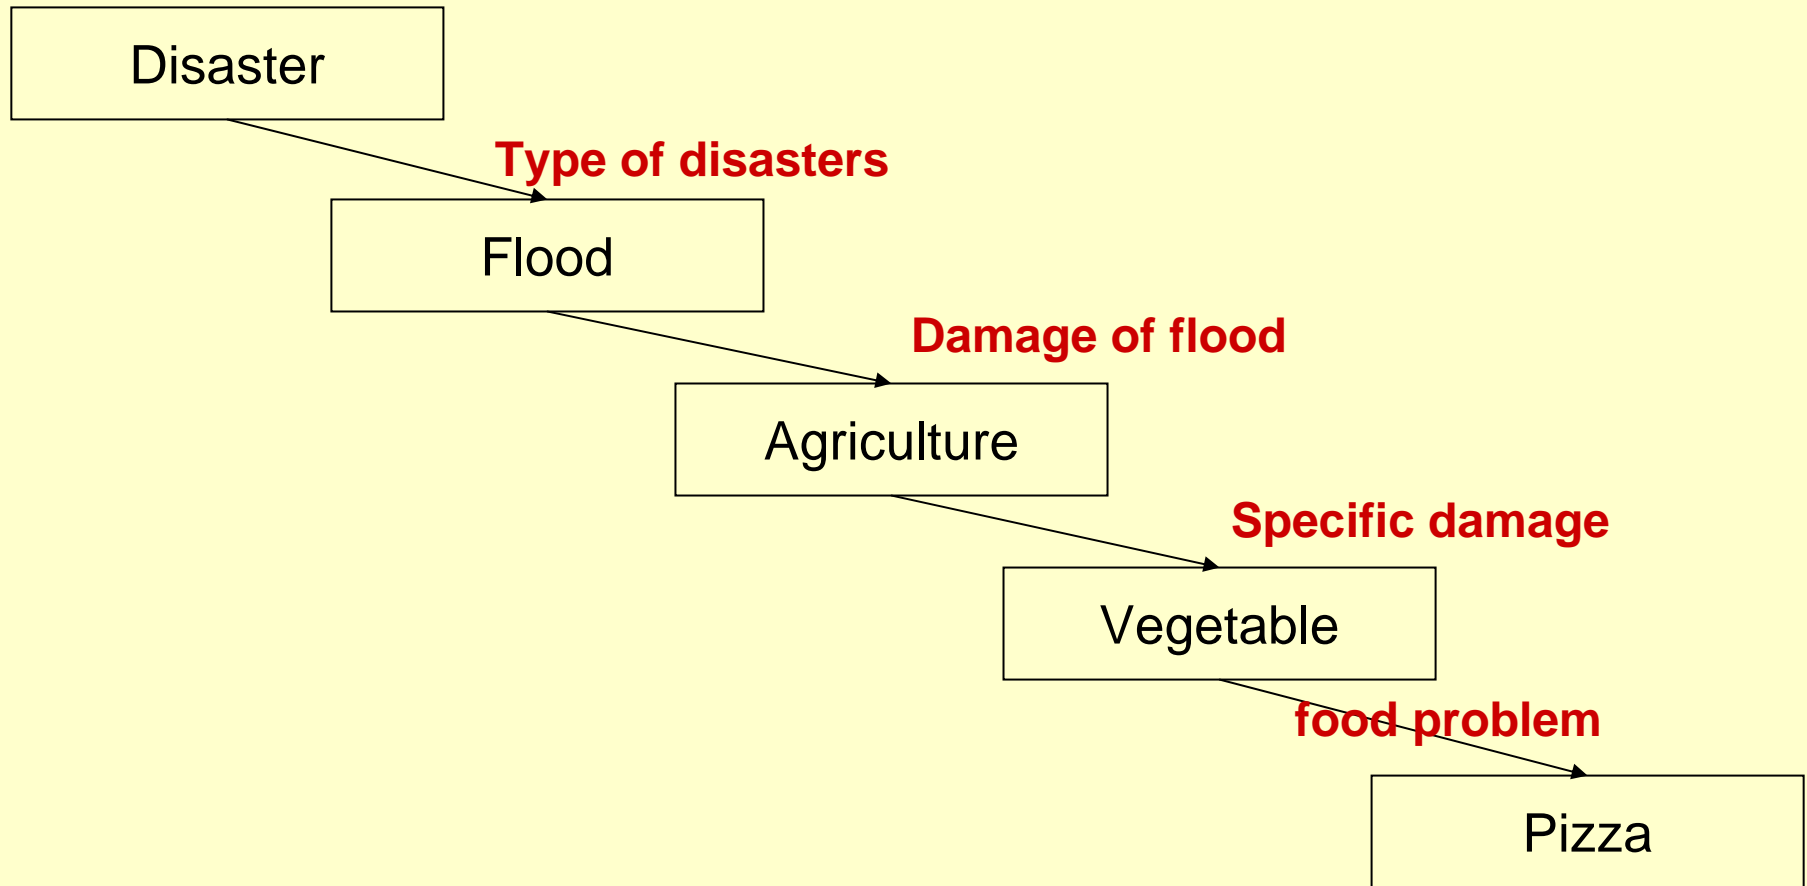 Disaster
Type of disasters
Flood
Damage of flood
Agriculture
Specific damage
Vegetable
food problem
Pizza